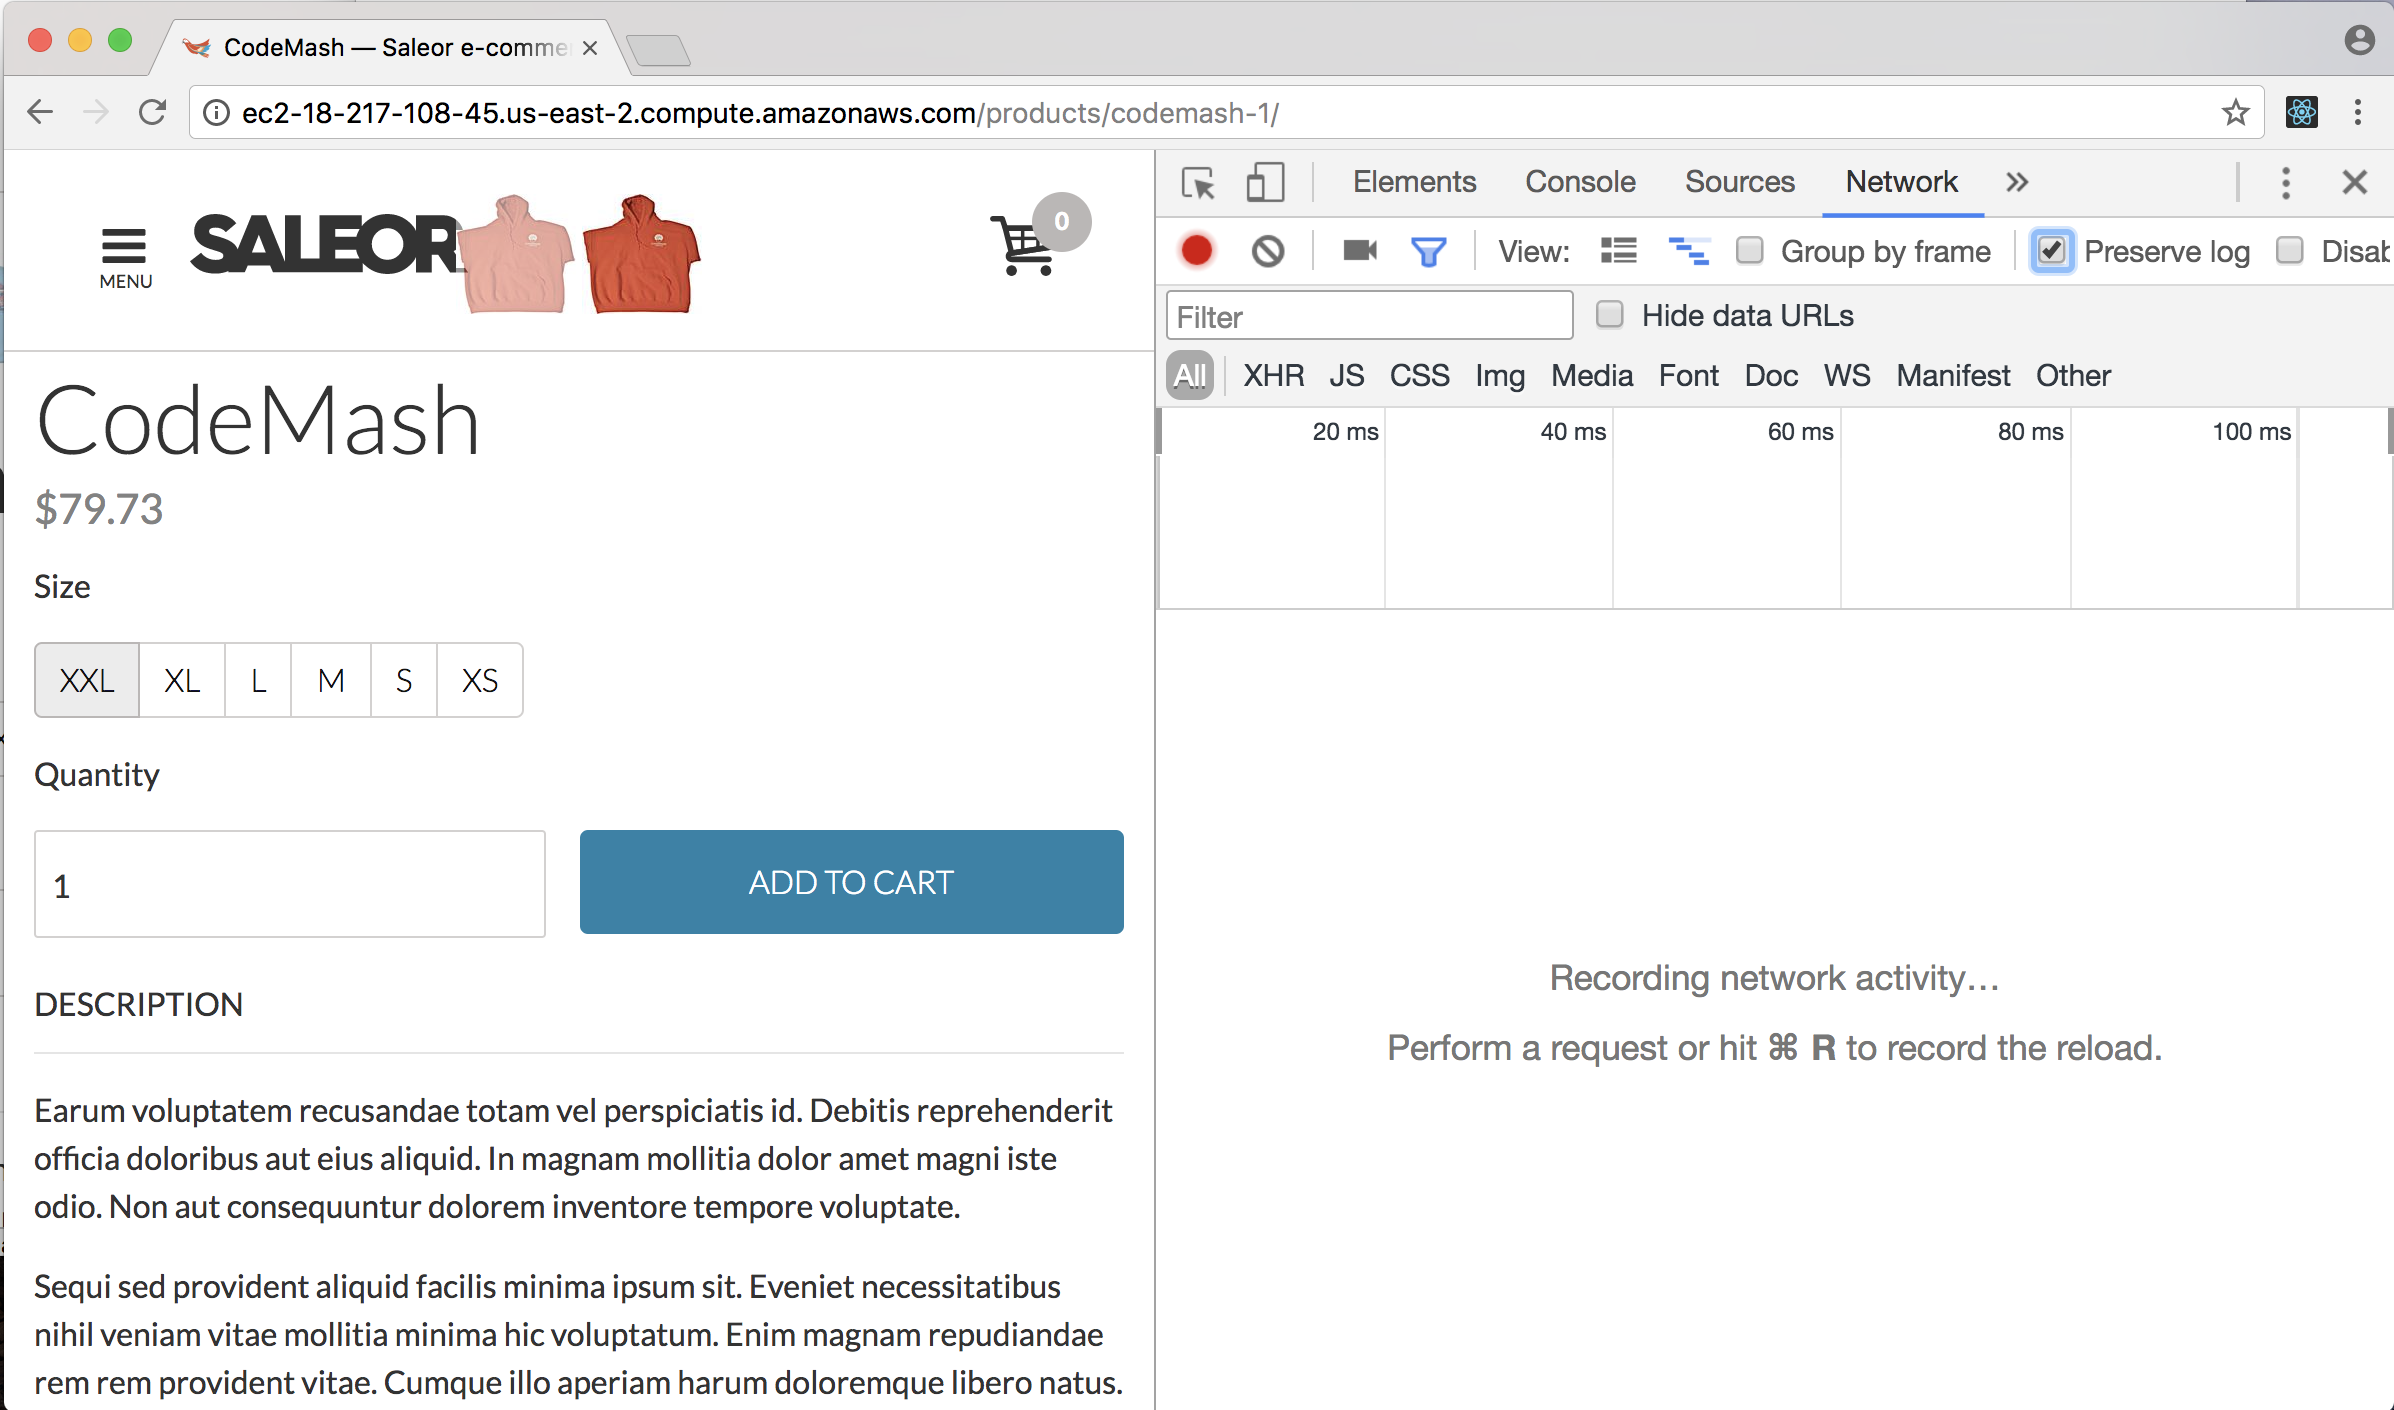 CodeMash — Saleor e-comme
ec2-18-217-108-45.us-east-2.compute.amazonaws.com/products/codemash-1/
MENU
SALEOR
0
CodeMash
$79.73
Size
XXL XL L M S XS
Quantity
1
ADD TO CART
DESCRIPTION
Earum voluptatem recusandae totam vel perspiciatis id. Debitis reprehenderit
officia doloribus aut eius aliquid. In magnam mollitia dolor amet magni iste
odio. Non aut consequuntur dolorem inventore tempore voluptate.
Sequi sed provident aliquid facilis minima ipsum sit. Eveniet necessitatibus
nihil veniam vitae mollitia minima hic voluptatum. Enim magnam repudiandae
rem rem provident vitae. Cumque illo aperiam harum doloremque libero natus.
Elements Console Sources Network »
View: Group by frame Preserve log Disab
Filter Hide data URLs
All XHR JS CSS Img Media Font Doc WS Manifest Other
20 ms 40 ms 60 ms 80 ms 100 ms
Recording network activity…
Perform a request or hit ⌘ R to record the reload.